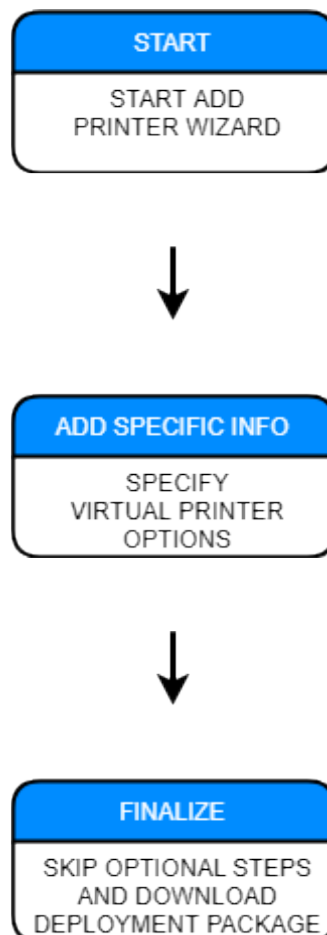 START
START ADD
PRINTER WIZARD
ADD SPECIFIC INFO
SPECIFY
VIRTUAL PRINTER
OPTIONS
FINALIZE
SKIP OPTIONAL STEPS
AND DOWNLOAD
DEPLOYMENT PACKAGE